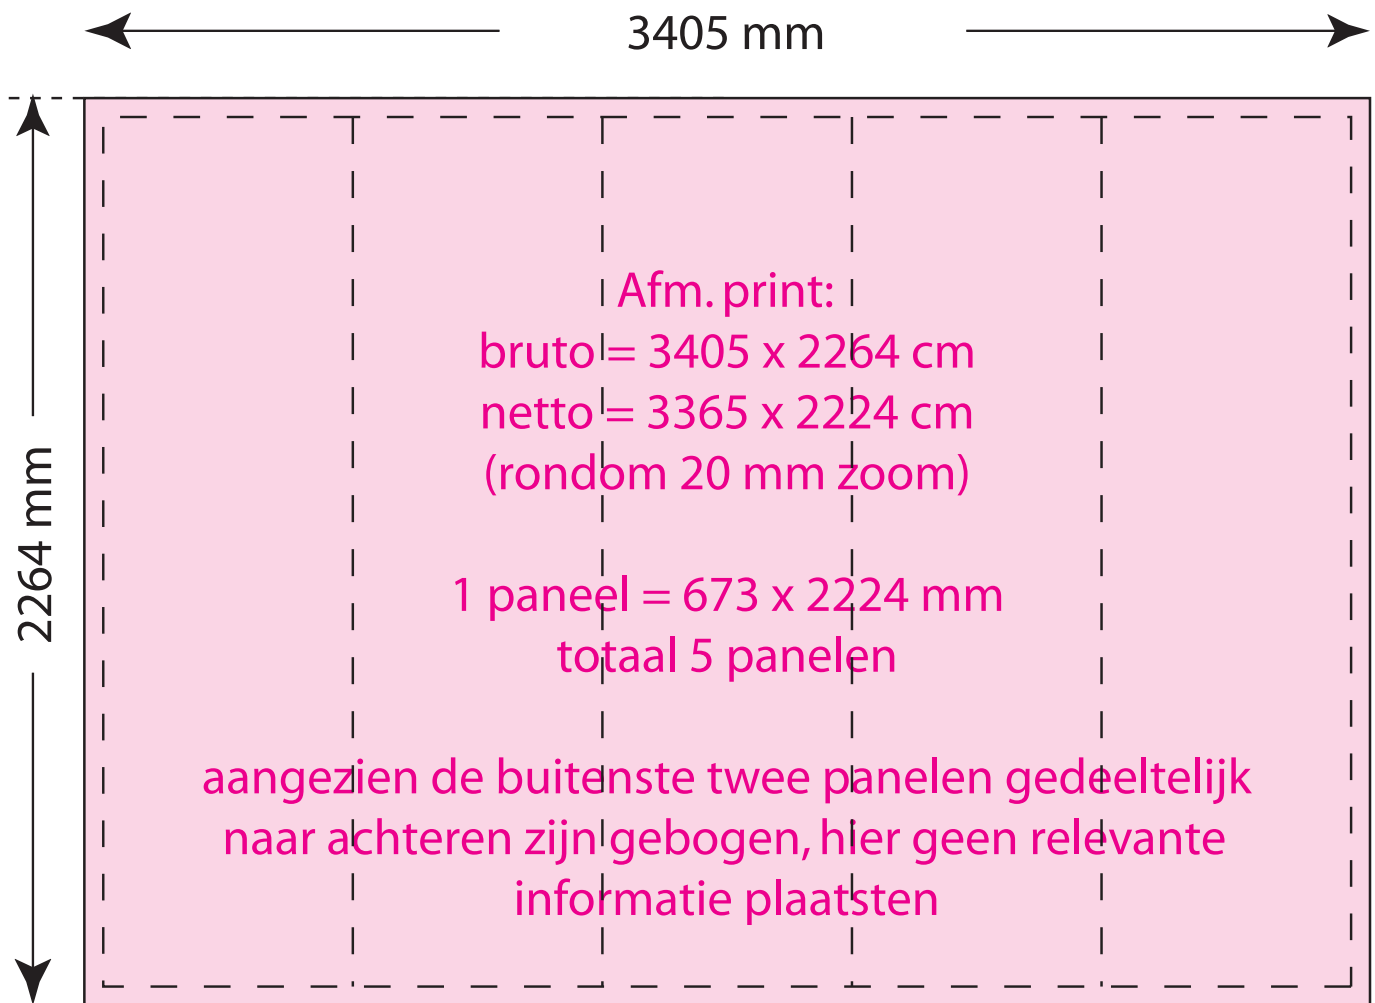 3405 mm
2264 mm
Afm. print:
bruto = 3405 x 2264 cm
netto = 3365 x 2224 cm
(rondom 20 mm zoom)
1 paneel = 673 x 2224 mm
totaal 5 panelen
aangezien de buitenste twee panelen gedeeltelijk
naar achteren zijn gebogen, hier geen relevante
informatie plaatsten